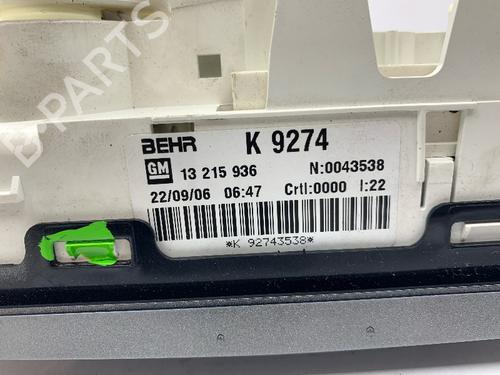 BEHR K 9274
GM 13 215 936 N:0043538
22/09/06 06:47 Crtl:0000 I:22
*K 92743538*
B-PARTS